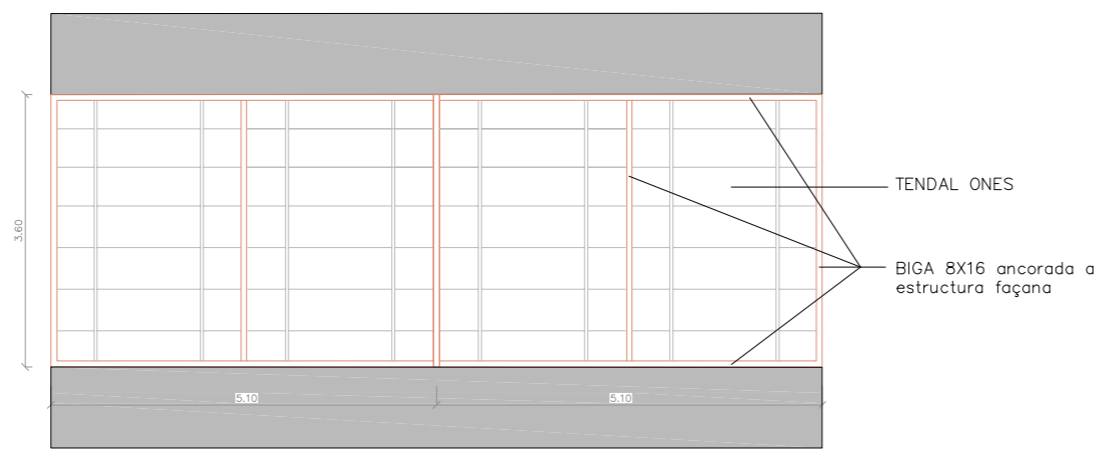 TENDAL ONES
3.60
BIGA 8X16 ancorada a
estructura façana
5.10
5.10